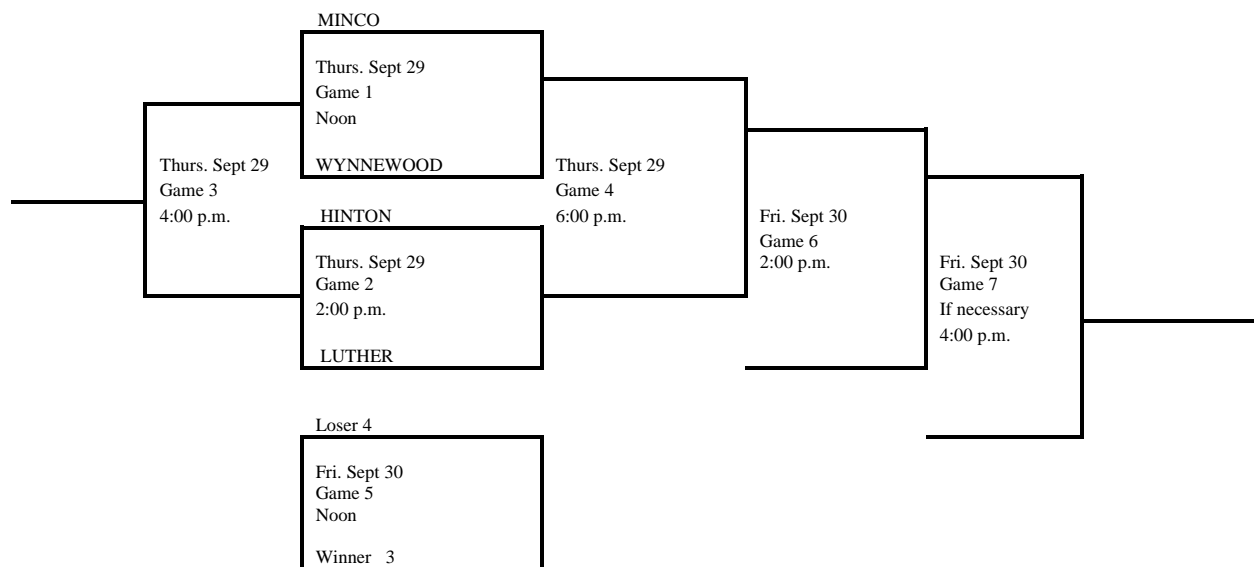 MINCO
Thurs. Sept 29
Game 1
Noon
WYNNEWOOD
Thurs. Sept 29
Game 3
4:00 p.m.
Thurs. Sept 29
Game 4
6:00 p.m.
HINTON
Thurs. Sept 29
Game 2
2:00 p.m.
LUTHER
Fri. Sept 30
Game 6
2:00 p.m.
Fri. Sept 30
Game 7
If necessary
4:00 p.m.
Loser 4
Fri. Sept 30
Game 5
Noon
Winner 3